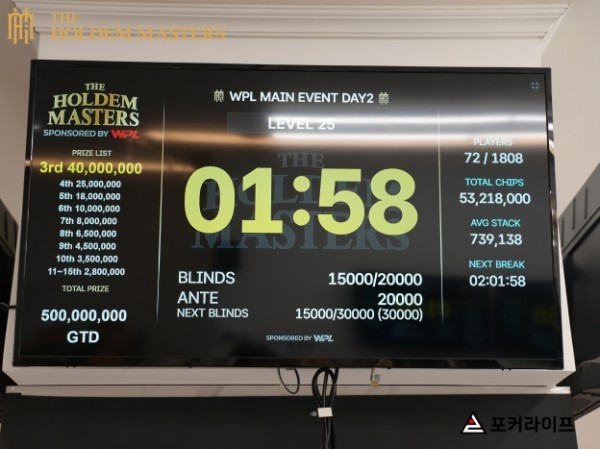 THE
HOLDEM MASTERS
THE
HOLDEM
MASTERS
SPONSORED BY WPL
PRIZE LIST
3rd 40,000,000
4th 25,000,000
5th 18,000,000
6th 10,000,000
7th 8,000,000
8th 6,500,000
9th 4,500,000
10th 3,500,000
11~15th 2,800,000
TOTAL PRIZE
500,000,000
GTD
WPL MAIN EVENT DAY2
LEVEL 25
THE
HOLDEM
MASTERS
01:58
BLINDS 15000/20000
ANTE 20000
NEXT BLINDS 15000/30000 (30000)
SPONSORED BY WPL
PLAYERS
72 / 1808
TOTAL CHIPS
53,218,000
AVG STACK
739,138
NEXT BREAK
02:01:58
포커라이프